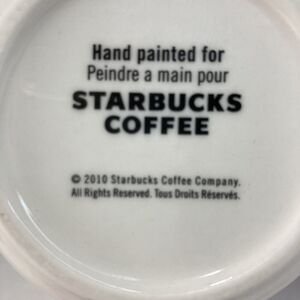 Hand painted for
Peindre a main pour
STARBUCKS
COFFEE
© 2010 Starbucks Coffee Company.
All Rights Reserved. Tous Droits Réservés.